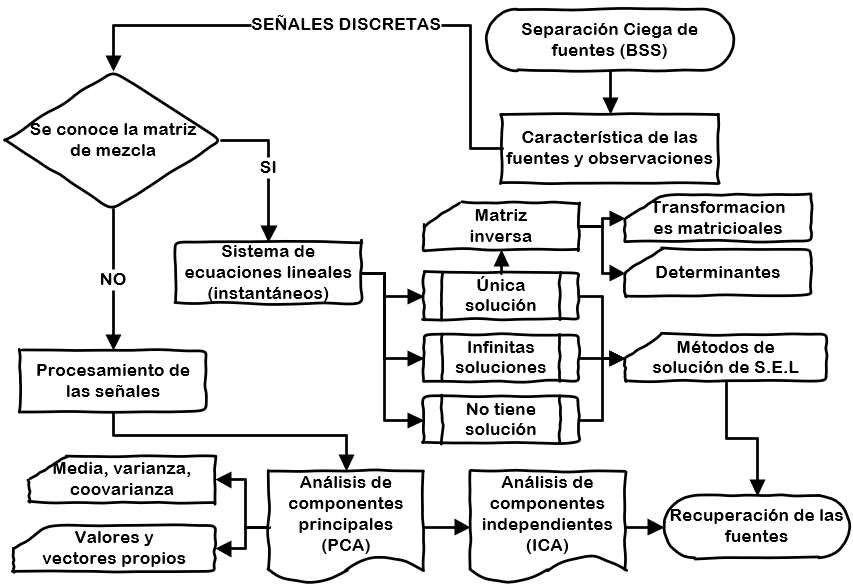 SEÑALES DISCRETAS
Separación Ciega de
fuentes (BSS)
Se conoce la matriz
de mezcla
Característica de las
fuentes y observaciones
SI
NO
Sistema de
ecuaciones lineales
(instantáneos)
Matriz
inversa
Transformacion
es matricioales
Determinantes
Única
solución
Infinitas
soluciones
No tiene
solución
Métodos de
solución de S.E.L
Procesamiento de
las señales
Media, varianza,
coovarianza
Valores y
vectores propios
Análisis de
componentes
principales
(PCA)
Análisis de
componentes
independientes
(ICA)
Recuperación de las
fuentes